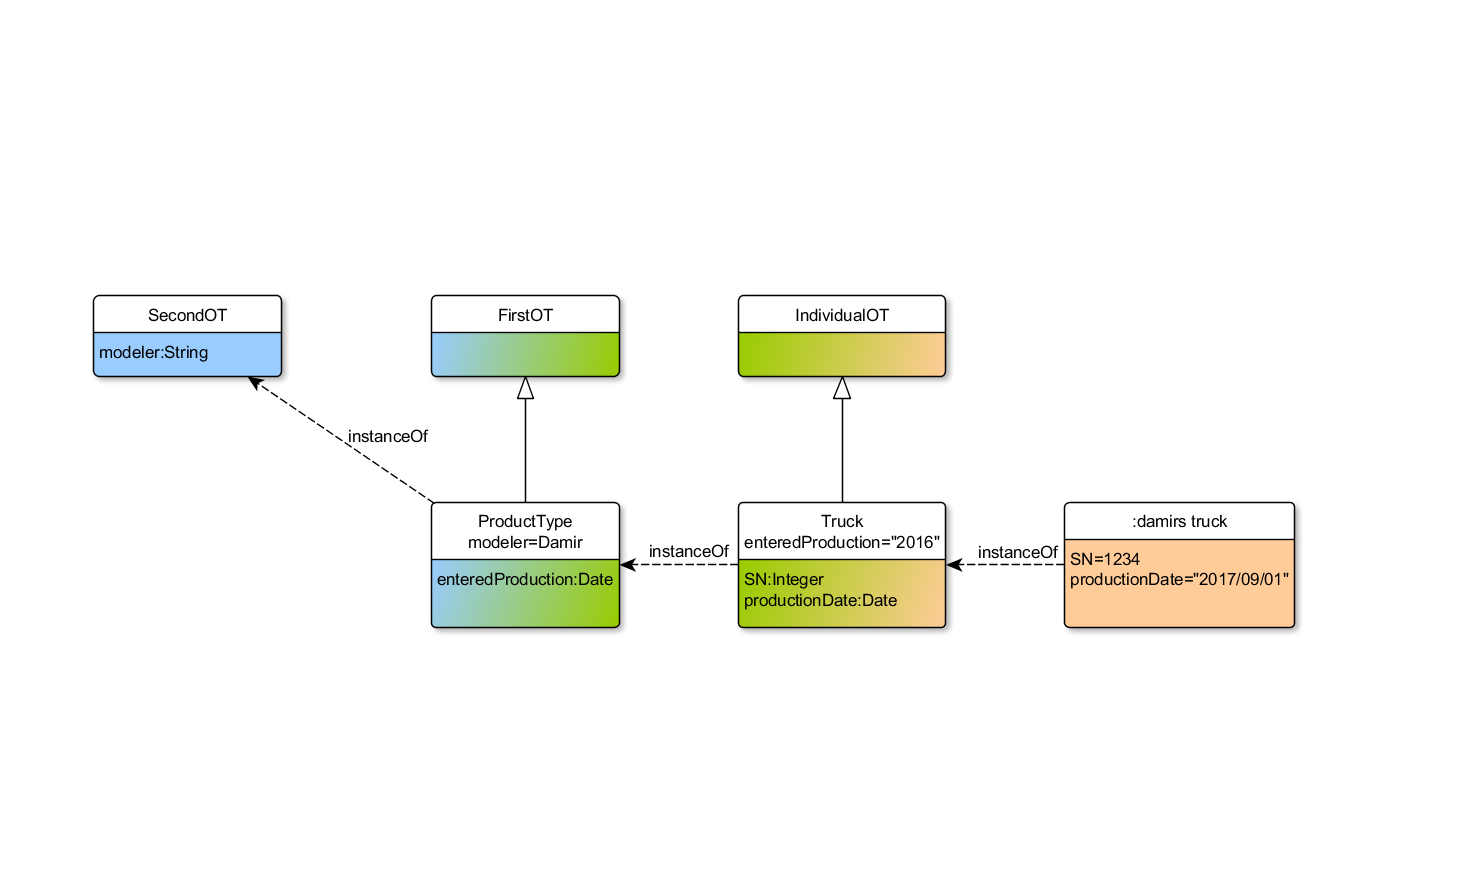 SecondOT
modeler:String
FirstOT
IndividualOT
instanceOf
ProductType
modeler=Damir
enteredProduction:Date
instanceOf
Truck
enteredProduction="2016"
SN:Integer
productionDate:Date
instanceOf
:damirs truck
SN=1234
productionDate="2017/09/01"